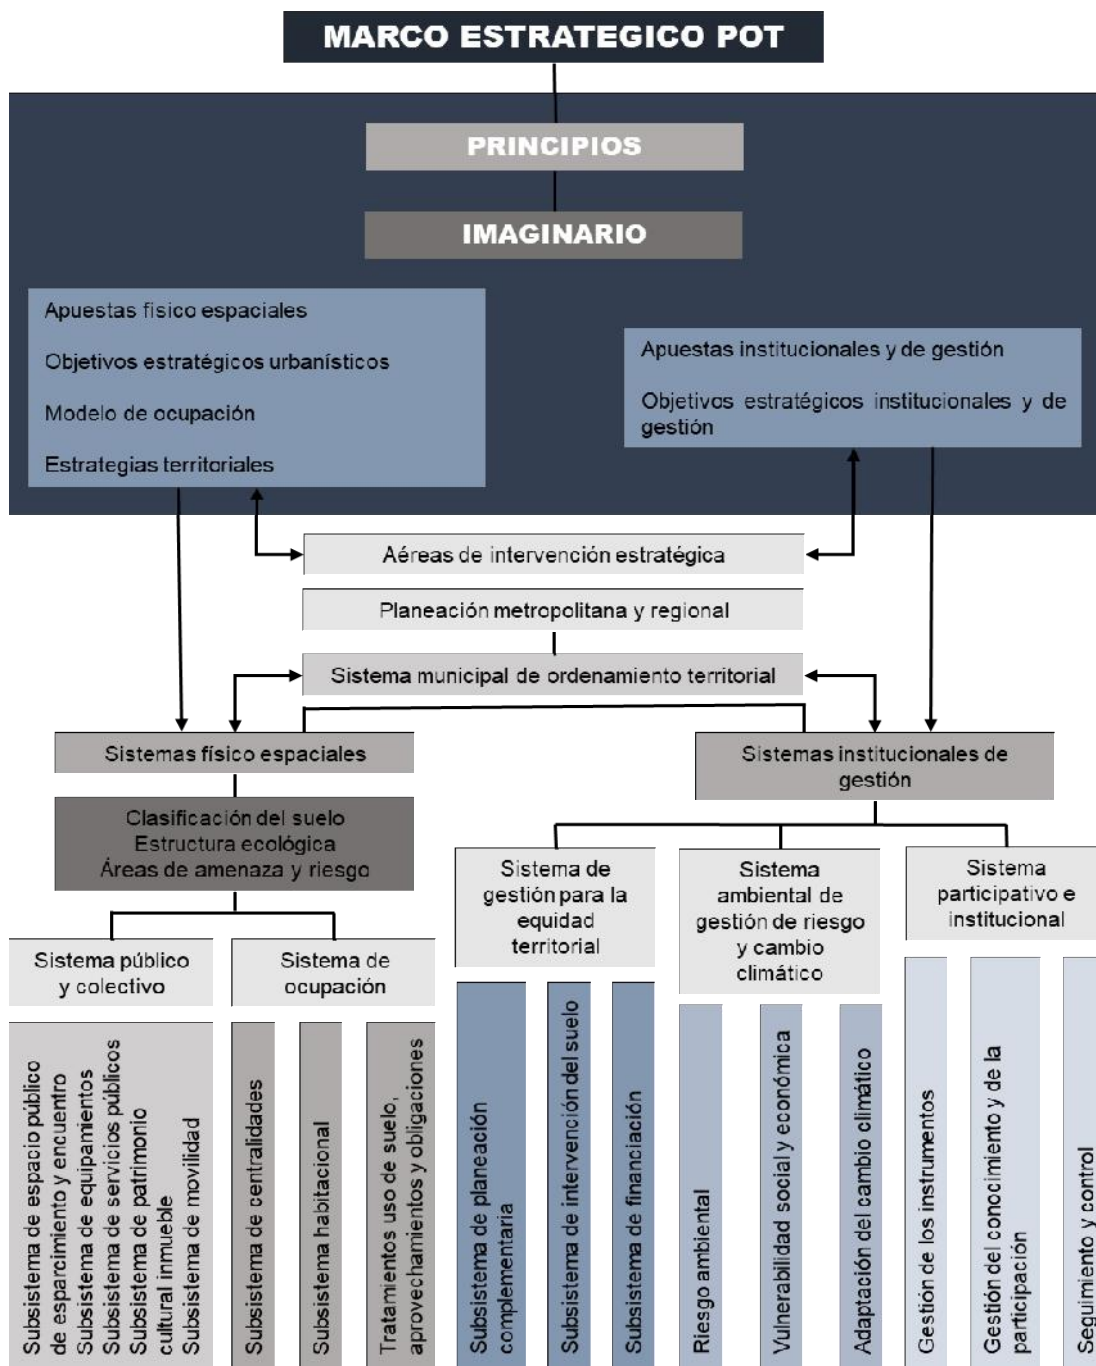 MARCO ESTRATEGICO POT
PRINCIPIOS
IMAGINARIO
Apuestas físico espaciales
Objetivos estratégicos urbanísticos
Modelo de ocupación
Estrategias territoriales
Apuestas institucionales y de gestión
Objetivos estratégicos institucionales y de
gestión
Aéreas de intervención estratégica
Planeación metropolitana y regional
Sistema municipal de ordenamiento territorial
Sistemas físico espaciales
Sistemas institucionales de
gestión
Clasificación del suelo
Estructura ecológica
Áreas de amenaza y riesgo
Sistema de
gestión para la
equidad
territorial
Sistema
ambiental de
gestión de riesgo
y cambio
climático
Sistema
participativo e
institucional
Sistema público
y colectivo
Sistema de
ocupación
Subsistema de espacio público
de esparcimiento y encuentro
Subsistema de equipamientos
Subsistema de servicios públicos
Subsistema de patrimonio
cultural inmueble
Subsistema de movilidad
Subsistema de centralidades
Subsistema habitacional
Tratamientos uso de suelo,
aprovechamientos y obligaciones
Subsistema de planeación
complementaria
Subsistema de intervención del suelo
Subsistema de financiación
Riesgo ambiental
Vulnerabilidad social y económica
Adaptación del cambio climático
Gestión de los instrumentos
Gestión del conocimiento y de la
participación
Seguimiento y control